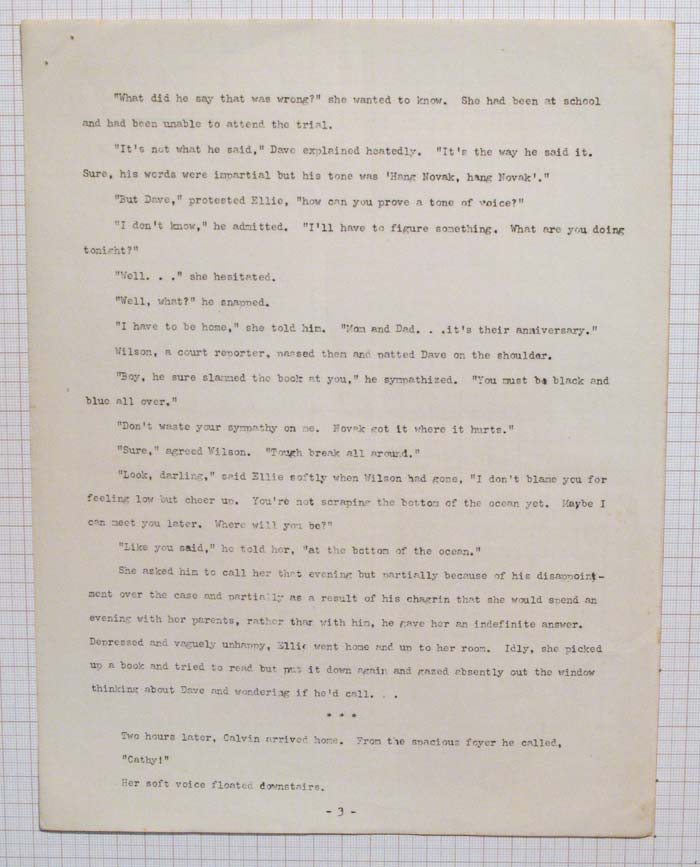 "What did he say that was wrong?" she wanted to know. She had been at school
and had been unable to attend the trial.
"It's not what he said," Dave explained heatedly. "It's the way he said it.
Sure, his words were impartial but his tone was 'Hang Novak, hang Novak'."
"But Dave," protested Ellie, "how can you prove a tone of voice?"
"I don't know," he admitted. "I'll have to figure something. What are you doing
tonight?"
"Well. . ." she hesitated.
"Well, what?" he snapped.
"I have to be home," she told him. "Mom and Dad. . .it's their anniversary."
Wilson, a court reporter, passed them and patted Dave on the shoulder.
"Boy, he sure slammed the book at you," he sympathized. "You must be black and
blue all over."
"Don't waste your sympathy on me. Novak got it where it hurts."
"Sure," agreed Wilson. "Tough break all around."
"Look, darling," said Ellie softly when Wilson had gone, "I don't blame you for
feeling low but cheer up. You're not scraping the bottom of the ocean yet. Maybe I
can meet you later. Where will you be?"
"Like you said," he told her, "at the bottom of the ocean."
She asked him to call her that evening but partially because of his disappoint-
ment over the case and partially as a result of his chagrin that she would spend an
evening with her parents, rather than with him, he gave her an indefinite answer.
Depressed and vaguely unhappy, Ellie went home and up to her room. Idly, she picked
up a book and tried to read but put it down again and gazed absently out the window
thinking about Dave and wondering if he'd call. . .
* * *
Two hours later, Calvin arrived home. From the spacious foyer he called,
"Cathy!"
Her soft voice floated downstairs.
- 3 -